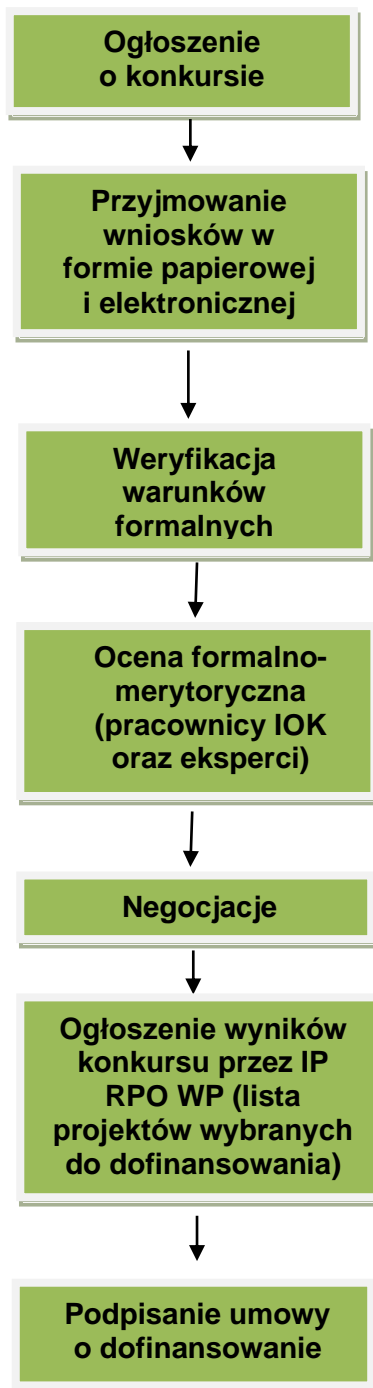 Ogłoszenie
o konkursie
Przyjmowanie
wniosków w
formie papierowej
i elektronicznej
Weryfikacja
warunków
formalnych
Ocena formalno-
merytoryczna
(pracownicy IOK
oraz eksperci)
Negocjacje
Ogłoszenie wyników
konkursu przez IP
RPO WP (lista
projektów wybranych
do dofinansowania)
Podpisanie umowy
o dofinansowanie